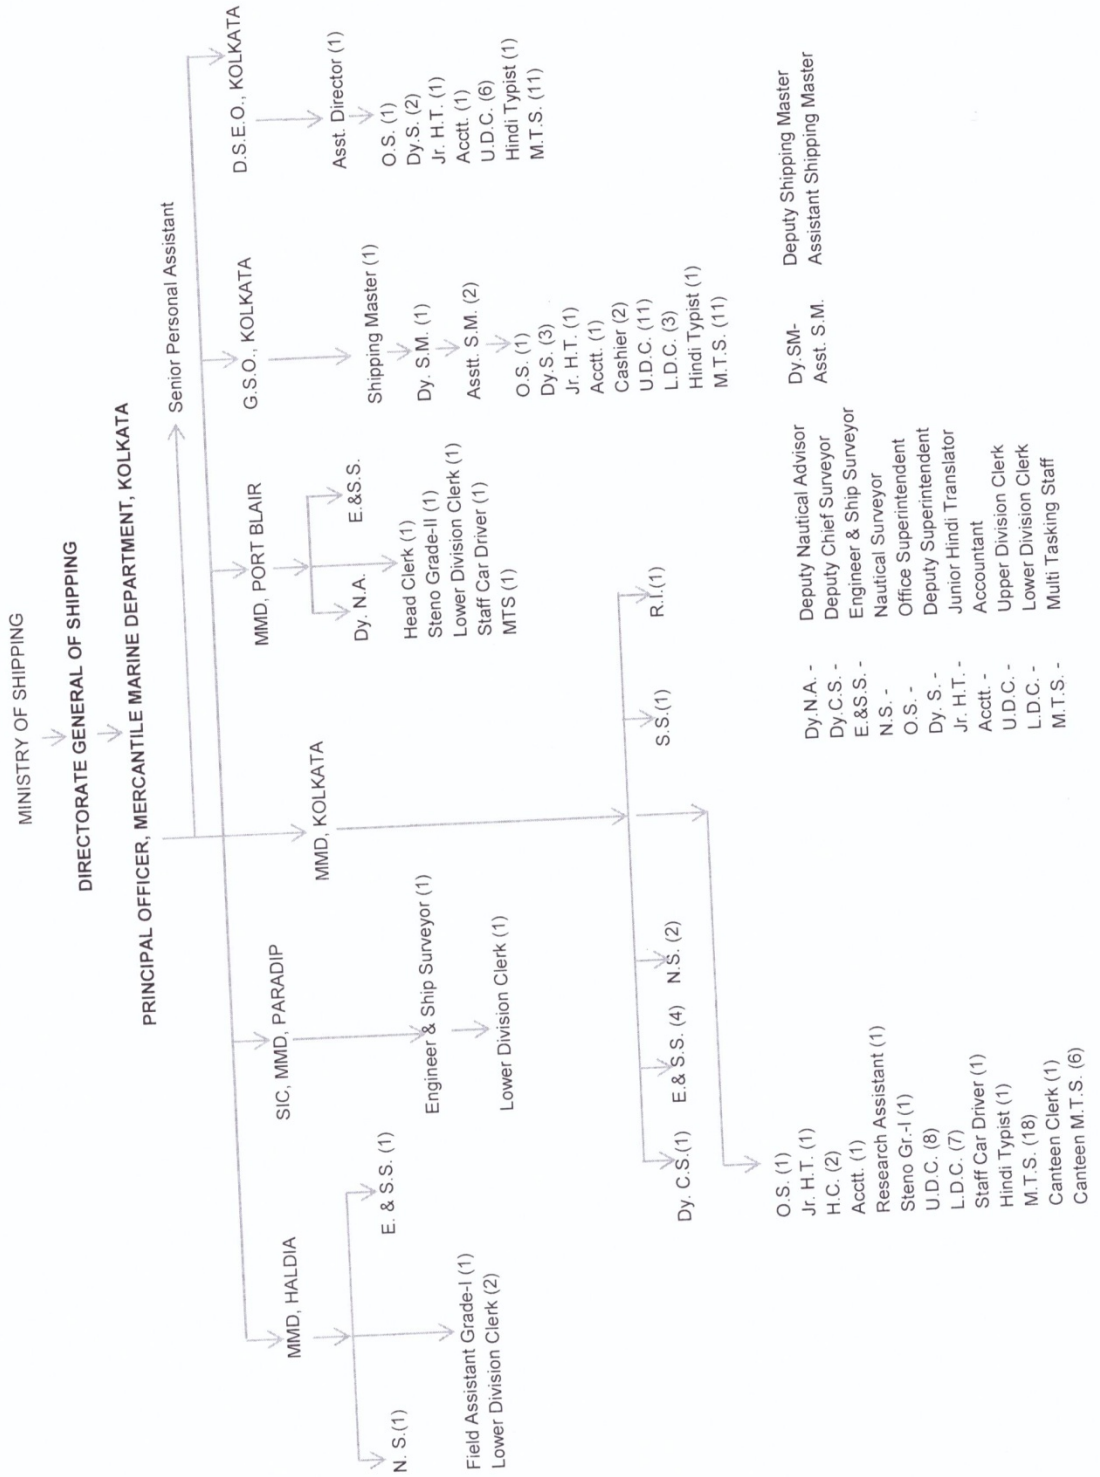 MINISTRY OF SHIPPING
DIRECTORATE GENERAL OF SHIPPING
PRINCIPAL OFFICER, MERCANTILE MARINE DEPARTMENT, KOLKATA
Senior Personal Assistant
MMD, HALDIA
N. S.(1)
E. & S.S. (1)
Field Assistant Grade-I (1)
Lower Division Clerk (2)
SIC, MMD, PARADIP
Engineer & Ship Surveyor (1)
Lower Division Clerk (1)
MMD, KOLKATA
Dy. C.S.(1)
E.& S.S. (4)
N.S. (2)
S.S.(1)
R.I.(1)
O.S. (1)
Jr. H.T. (1)
H.C. (2)
Acctt. (1)
Research Assistant (1)
Steno Gr.-I (1)
U.D.C. (8)
L.D.C. (7)
Staff Car Driver (1)
Hindi Typist (1)
M.T.S. (18)
Canteen Clerk (1)
Canteen M.T.S. (6)
MMD, PORT BLAIR
Dy. N.A.
E.&S.S.
Head Clerk (1)
Steno Grade-II (1)
Lower Division Clerk (1)
Staff Car Driver (1)
MTS (1)
G.S.O., KOLKATA
Shipping Master (1)
Dy. S.M. (1)
Asstt. S.M. (2)
O.S. (1)
Dy.S. (3)
Jr. H.T. (1)
Acctt. (1)
Cashier (2)
U.D.C. (11)
L.D.C. (3)
Hindi Typist (1)
M.T.S. (11)
D.S.E.O., KOLKATA
Asst. Director (1)
O.S. (1)
Dy.S. (2)
Jr. H.T. (1)
Acctt. (1)
U.D.C. (6)
Hindi Typist (1)
M.T.S. (11)
Dy.N.A. - Deputy Nautical Advisor
Dy.C.S. - Deputy Chief Surveyor
E.&S.S. - Engineer & Ship Surveyor
N.S. - Nautical Surveyor
O.S. - Office Superintendent
Dy. S. - Deputy Superintendent
Jr. H.T. - Junior Hindi Translator
Acctt. - Accountant
U.D.C. - Upper Division Clerk
L.D.C. - Lower Division Clerk
M.T.S. - Multi Tasking Staff
Dy.SM- Deputy Shipping Master
Asst. S.M. Assistant Shipping Master